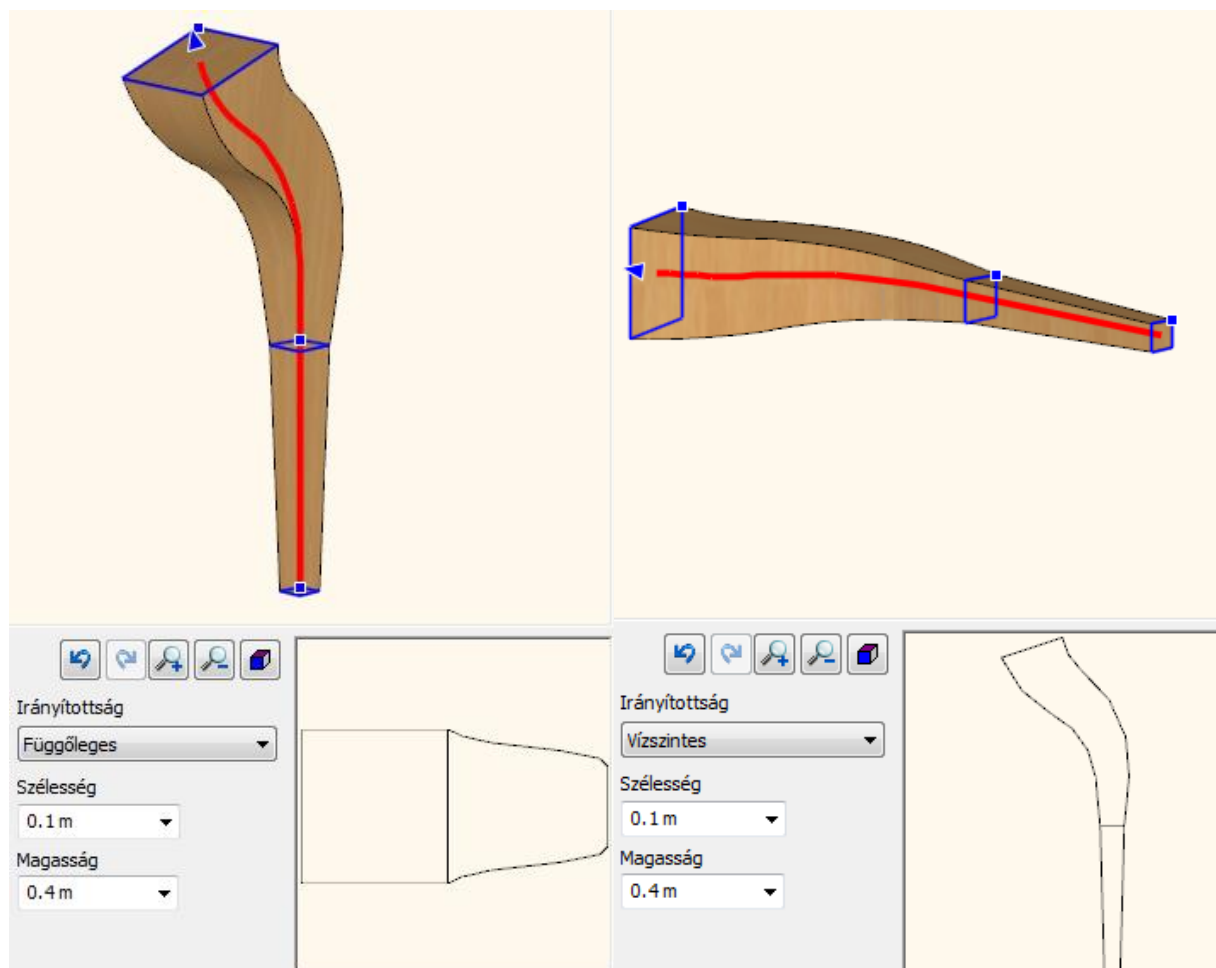 Irányítottság
Függőleges
Szélesség
0.1 m
Magasság
0.4 m
Irányítottság
Vízszintes
Szélesség
0.1 m
Magasság
0.4 m